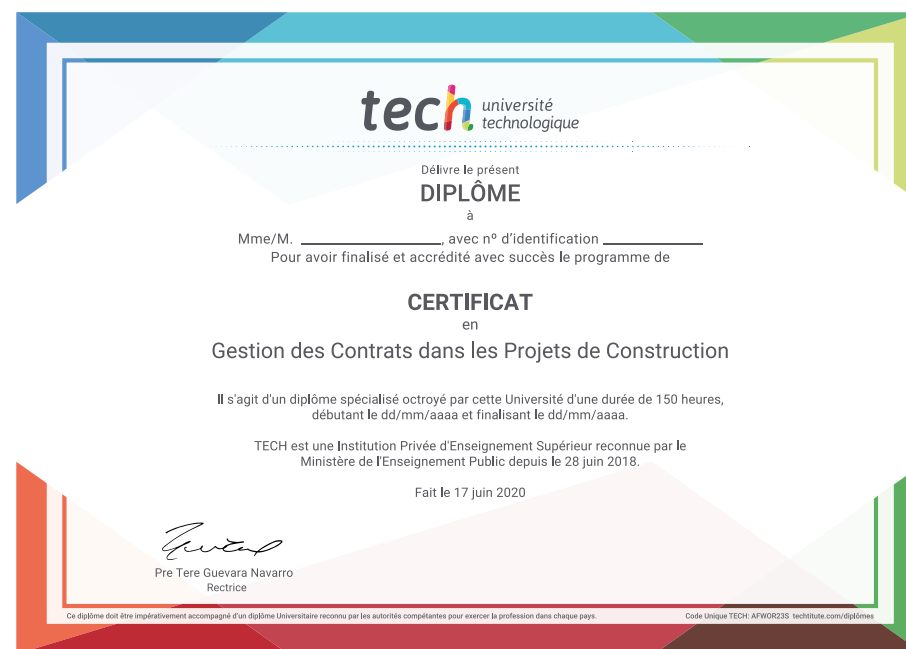 tech université
technologique
Délivre le présent
DIPLÔME
à
Mme/M. ____________________, avec nº d'identification ______________
Pour avoir finalisé et accrédité avec succès le programme de
CERTIFICAT
en
Gestion des Contrats dans les Projets de Construction
Il s'agit d'un diplôme spécialisé octroyé par cette Université d'une durée de 150 heures,
débutant le dd/mm/aaaa et finalisant le dd/mm/aaaa.
TECH est une Institution Privée d'Enseignement Supérieur reconnue par le
Ministère de l'Enseignement Public depuis le 28 juin 2018.
Fait le 17 juin 2020
Pre Tere Guevara Navarro
Rectrice
Ce diplôme doit être impérativement accompagné d'un diplôme Universitaire reconnu par les autorités compétantes pour exercer la profession dans chaque pays.
Code Unique TECH: AFWOR23S techtitute.com/diplômes